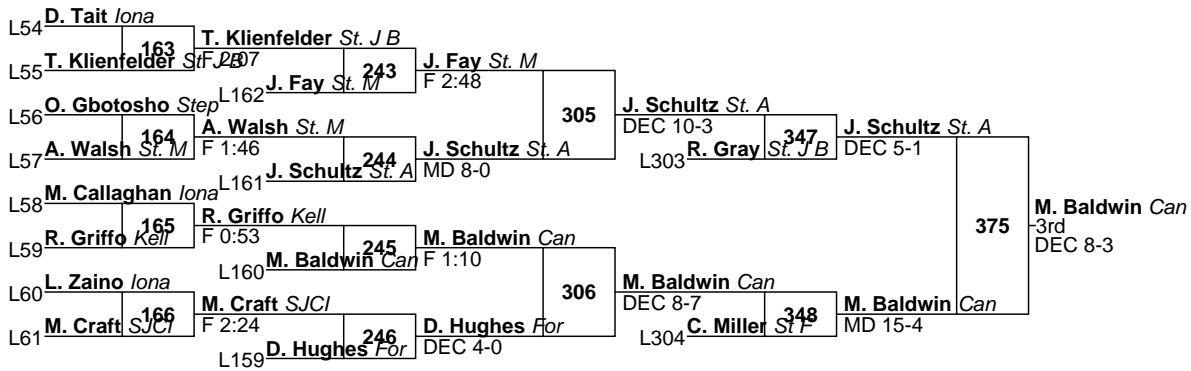 L54 D. Tait Iona
163
L55 T. Klienfelder St. J B
T. Klienfelder St. J B
F 2:07
243
L162 J. Fay St. M
J. Fay St. M
F 2:48
L56 O. Gbotosho Step
164
L57 A. Walsh St. M
A. Walsh St. M
F 1:46
244
L161 J. Schultz St. A
J. Schultz St. A
MD 8-0
305
J. Schultz St. A
DEC 10-3
347
L303 R. Gray St. J B
J. Schultz St. A
DEC 5-1
L58 M. Callaghan Iona
165
L59 R. Griffo Kell
R. Griffo Kell
F 0:53
245
L160 M. Baldwin Can
M. Baldwin Can
F 1:10
L60 L. Zaino Iona
166
L61 M. Craft SJCI
M. Craft SJCI
F 2:24
246
L159 D. Hughes For
D. Hughes For
DEC 4-0
306
M. Baldwin Can
DEC 8-7
348
L304 C. Miller St F
M. Baldwin Can
MD 15-4
375
M. Baldwin Can
3rd
DEC 8-3